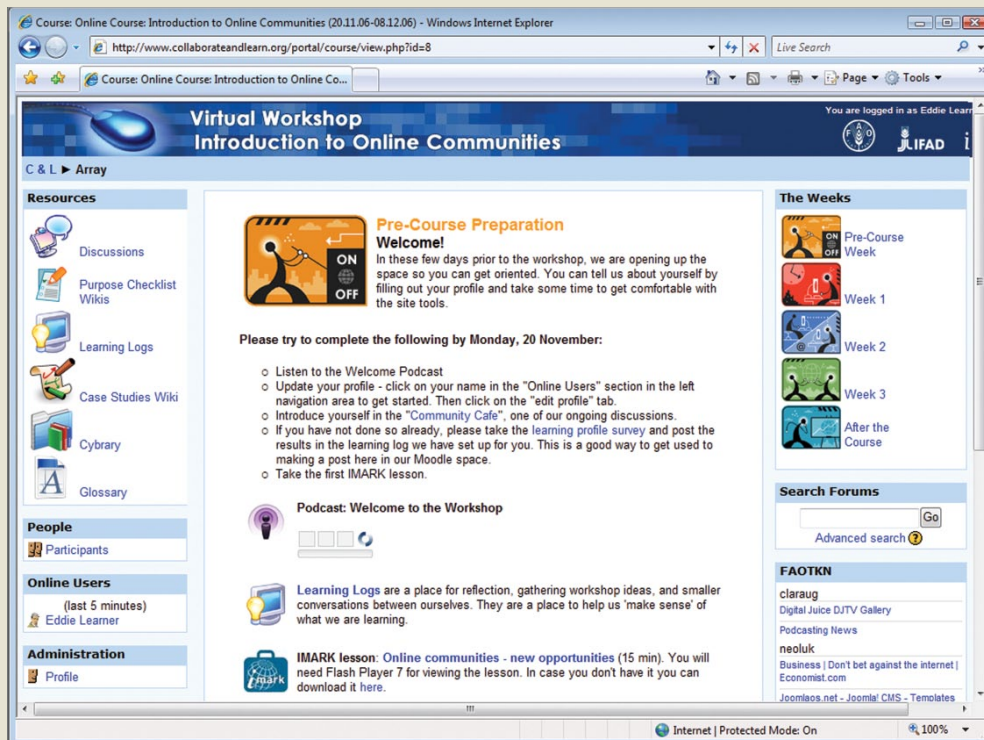 Course: Online Course: Introduction to Online Communities (20.11.06-08.12.06) - Windows Internet Explorer
http://www.collaborateandlearn.org/portal/course/view.php?id=8
Live Search
Course: Online Course: Introduction to Online Co...
Page
Tools
Virtual Workshop
Introduction to Online Communities
You are logged in as Eddie Learn
FAO
JLIFAD
C & L ► Array
Resources
Discussions
Purpose Checklist
Wikis
Learning Logs
Case Studies Wiki
Cybrary
Glossary
People
Participants
Online Users
(last 5 minutes)
Eddie Learner
Administration
Profile
ON
OFF
Pre-Course Preparation
Welcome!
In these few days prior to the workshop, we are opening up the
space so you can get oriented. You can tell us about yourself by
filling out your profile and take some time to get comfortable with
the site tools.
Please try to complete the following by Monday, 20 November:
Listen to the Welcome Podcast
Update your profile - click on your name in the "Online Users" section in the left
navigation area to get started. Then click on the "edit profile" tab.
Introduce yourself in the "Community Cafe", one of our ongoing discussions.
If you have not done so already, please take the learning profile survey and post the
results in the learning log we have set up for you. This is a good way to get used to
making a post here in our Moodle space.
Take the first IMARK lesson.
Podcast: Welcome to the Workshop
Learning Logs are a place for reflection, gathering workshop ideas, and smaller
conversations between ourselves. They are a place to help us 'make sense' of
what we are learning.
imark
IMARK lesson: Online communities - new opportunities (15 min). You will
need Flash Player 7 for viewing the lesson. In case you don't have it you can
download it here.
The Weeks
ON
OFF
Pre-Course
Week
Week 1
Week 2
Week 3
After the
Course
Search Forums
Go
Advanced search
FAOTKN
claraug
Digital Juice DJTV Gallery
Podcasting News
neoluk
Business | Don't bet against the internet |
Economist.com
Joomlaos.net - Joomla! CMS - Templates
Internet | Protected Mode: On
100%